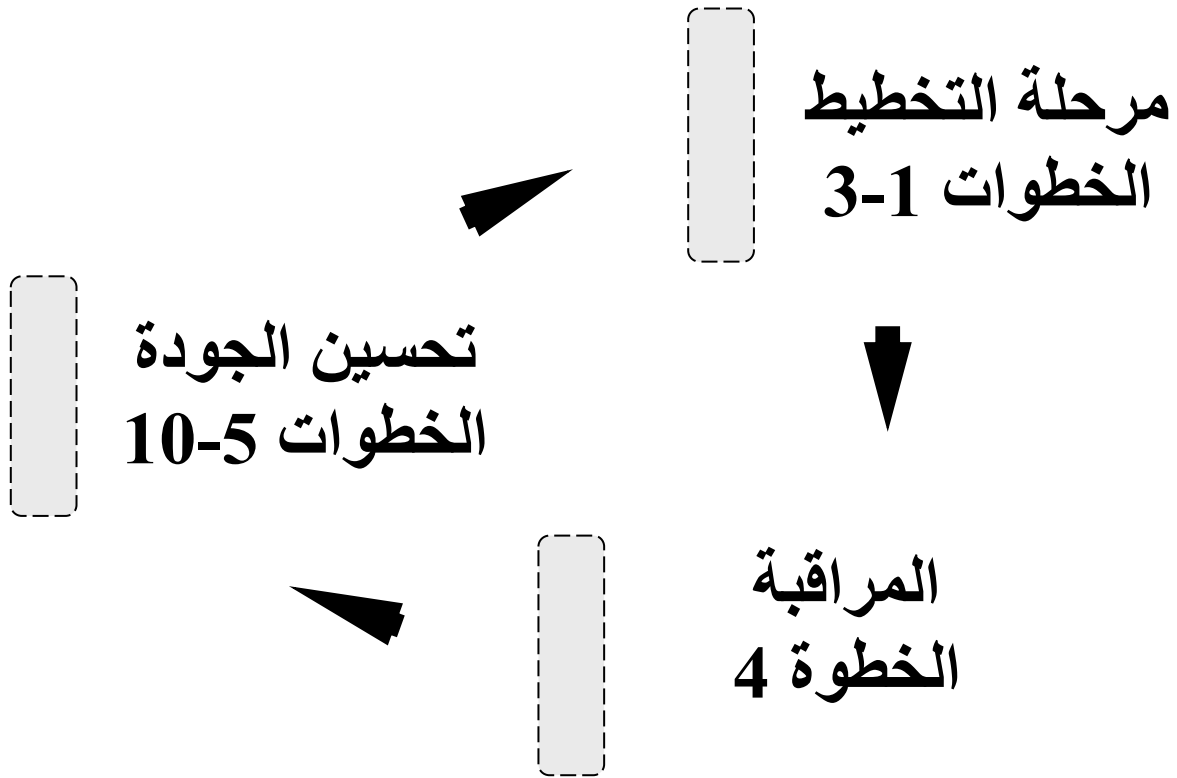 مرحلة التخطيط
الخطوات 1-3
تحسين الجودة
الخطوات 5-10
المراقبة
الخطوة 4